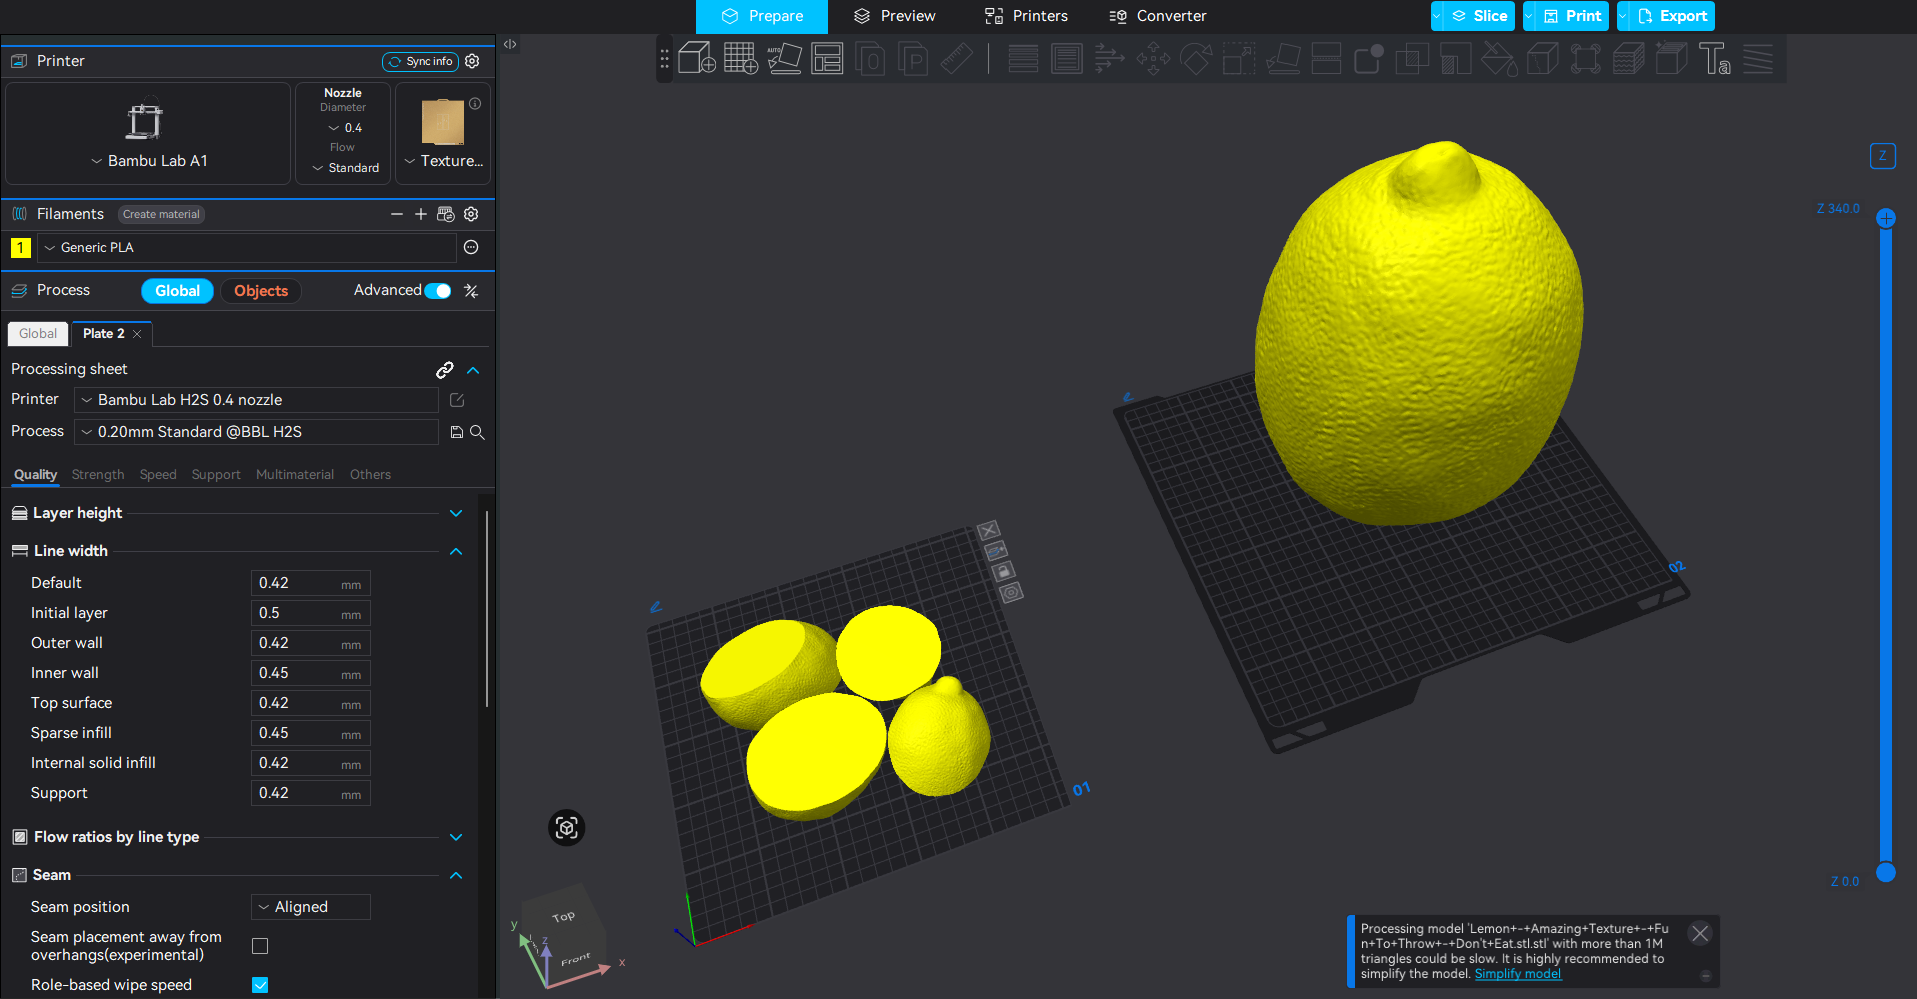 Prepare
Preview
Printers
Converter
Slice
Print
Export
Printer
Sync info
Bambu Lab A1
Nozzle
Diameter
0.4
Flow
Standard
Texture...
Filaments
Create material
1
Generic PLA
Process
Global
Objects
Advanced
Global
Plate 2
Processing sheet
Printer
Bambu Lab H2S 0.4 nozzle
Process
0.20mm Standard @BBL H2S
Quality
Strength
Speed
Support
Multimaterial
Others
Layer height
Line width
Default
0.42
mm
Initial layer
0.5
mm
Outer wall
0.42
mm
Inner wall
0.45
mm
Top surface
0.42
mm
Sparse infill
0.45
mm
Internal solid infill
0.42
mm
Support
0.42
mm
Flow ratios by line type
Seam
Seam position
Aligned
Seam placement away from
overhangs(experimental)
Role-based wipe speed
AUTO
0
P
Ta
Z
Z 340.0
Z 0.0
02
01
Top
Front
y
z
x
Processing model 'Lemon+-+Amazing+Texture+-+Fu
n+To+Throw+-+Don't+Eat.stl.stl' with more than 1M
triangles could be slow. It is highly recommended to
simplify the model. Simplify model